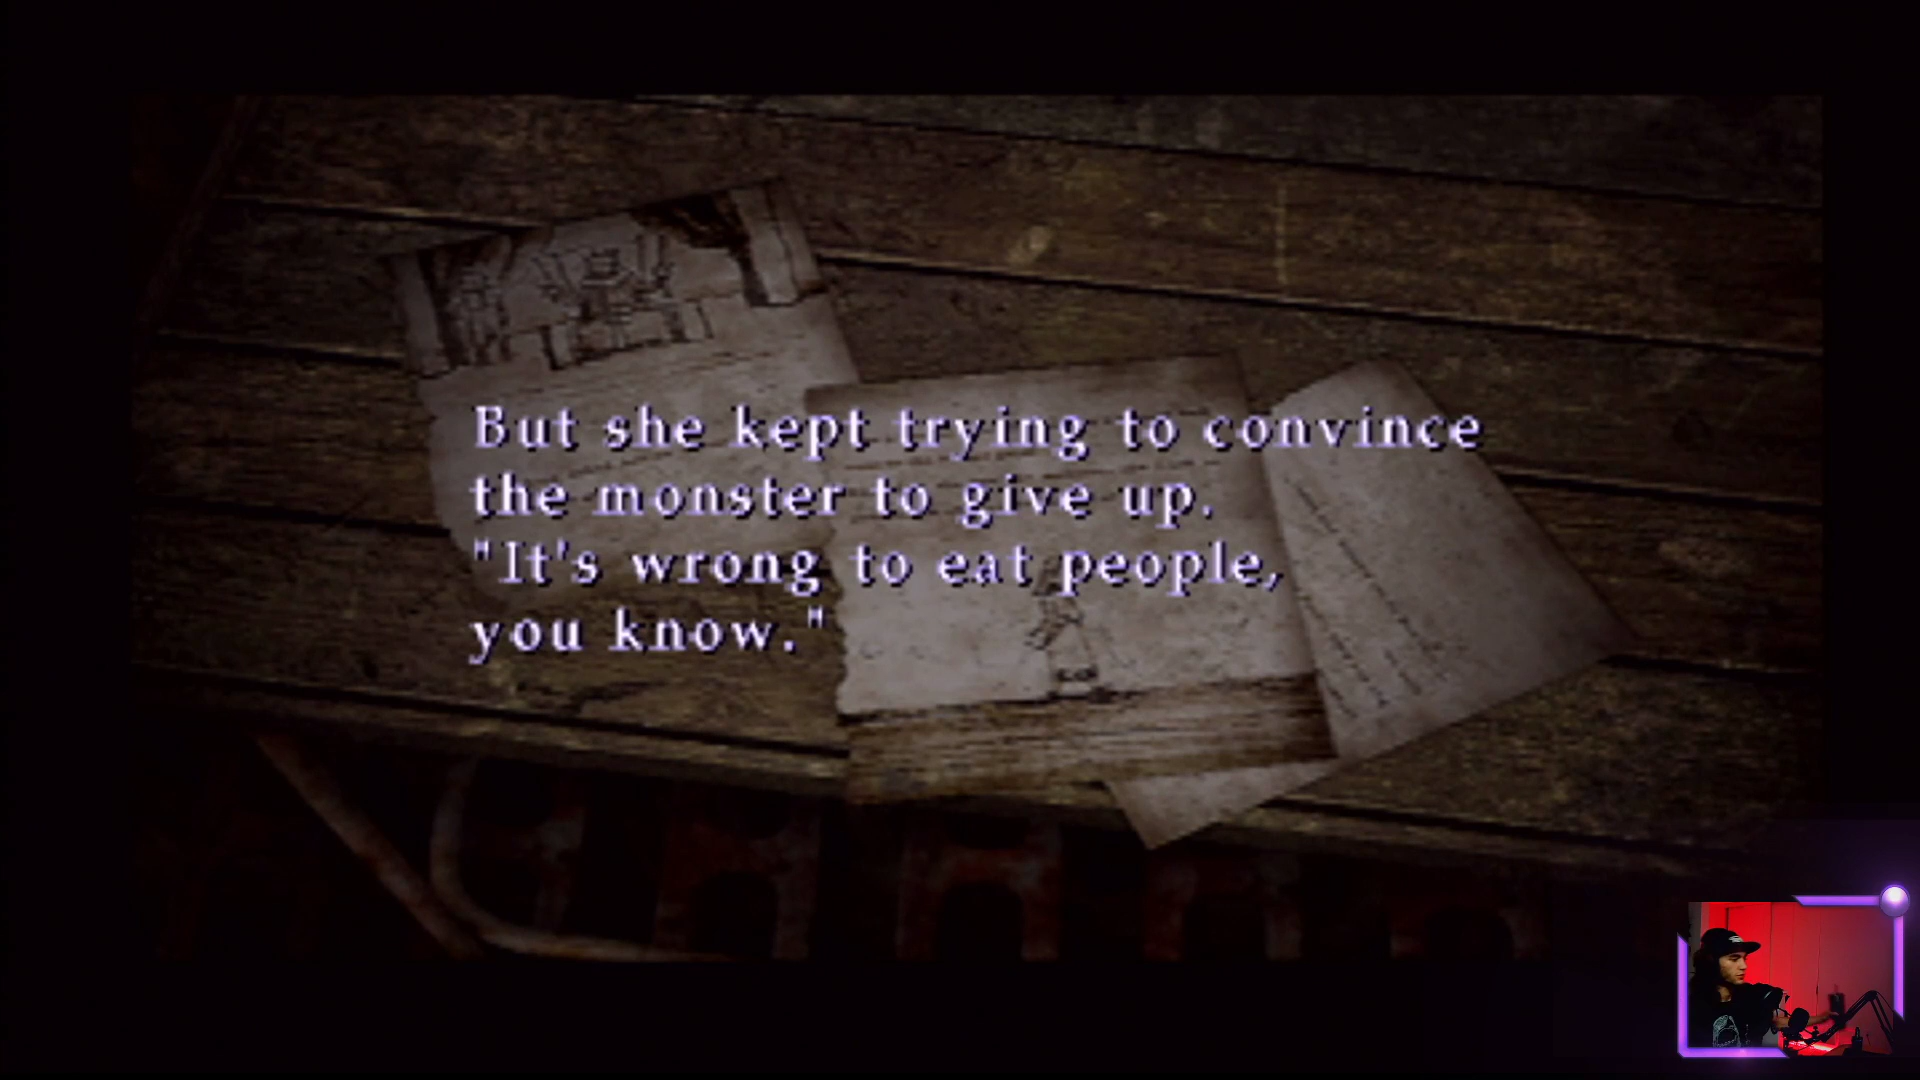 But she kept trying to convince
the monster to give up.
"It's wrong to eat people,
you know."